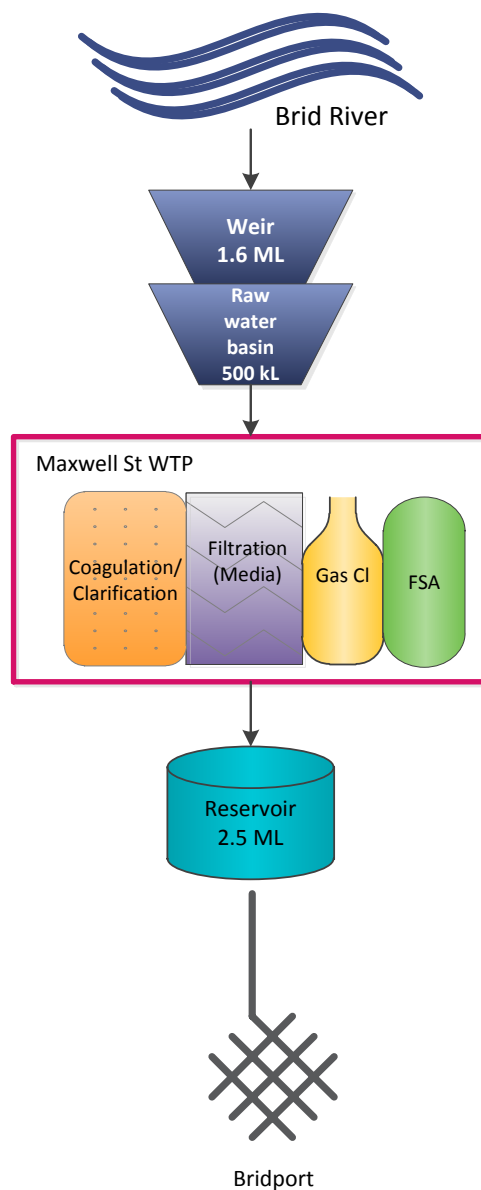 Brid River
Weir
1.6 ML
Raw
water
basin
500 kL
Maxwell St WTP
Coagulation/
Clarification
Filtration
(Media)
Gas Cl
FSA
Reservoir
2.5 ML
Bridport